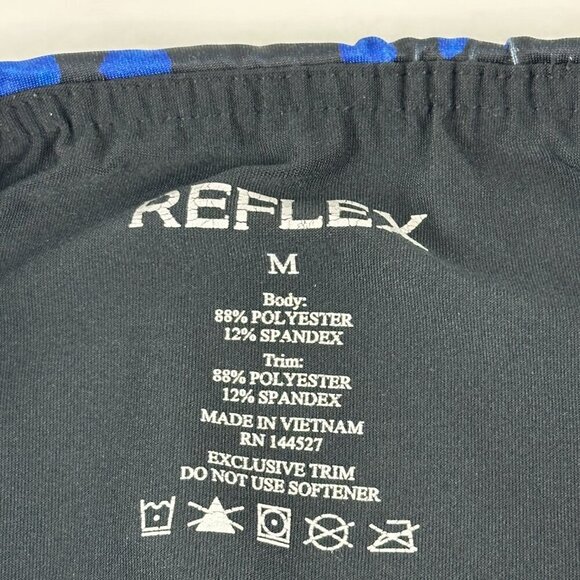 REFLEX
M
Body:
88% POLYESTER
12% SPANDEX
Trim:
88% POLYESTER
12% SPANDEX
MADE IN VIETNAM
RN 144527
EXCLUSIVE TRIM
DO NOT USE SOFTENER